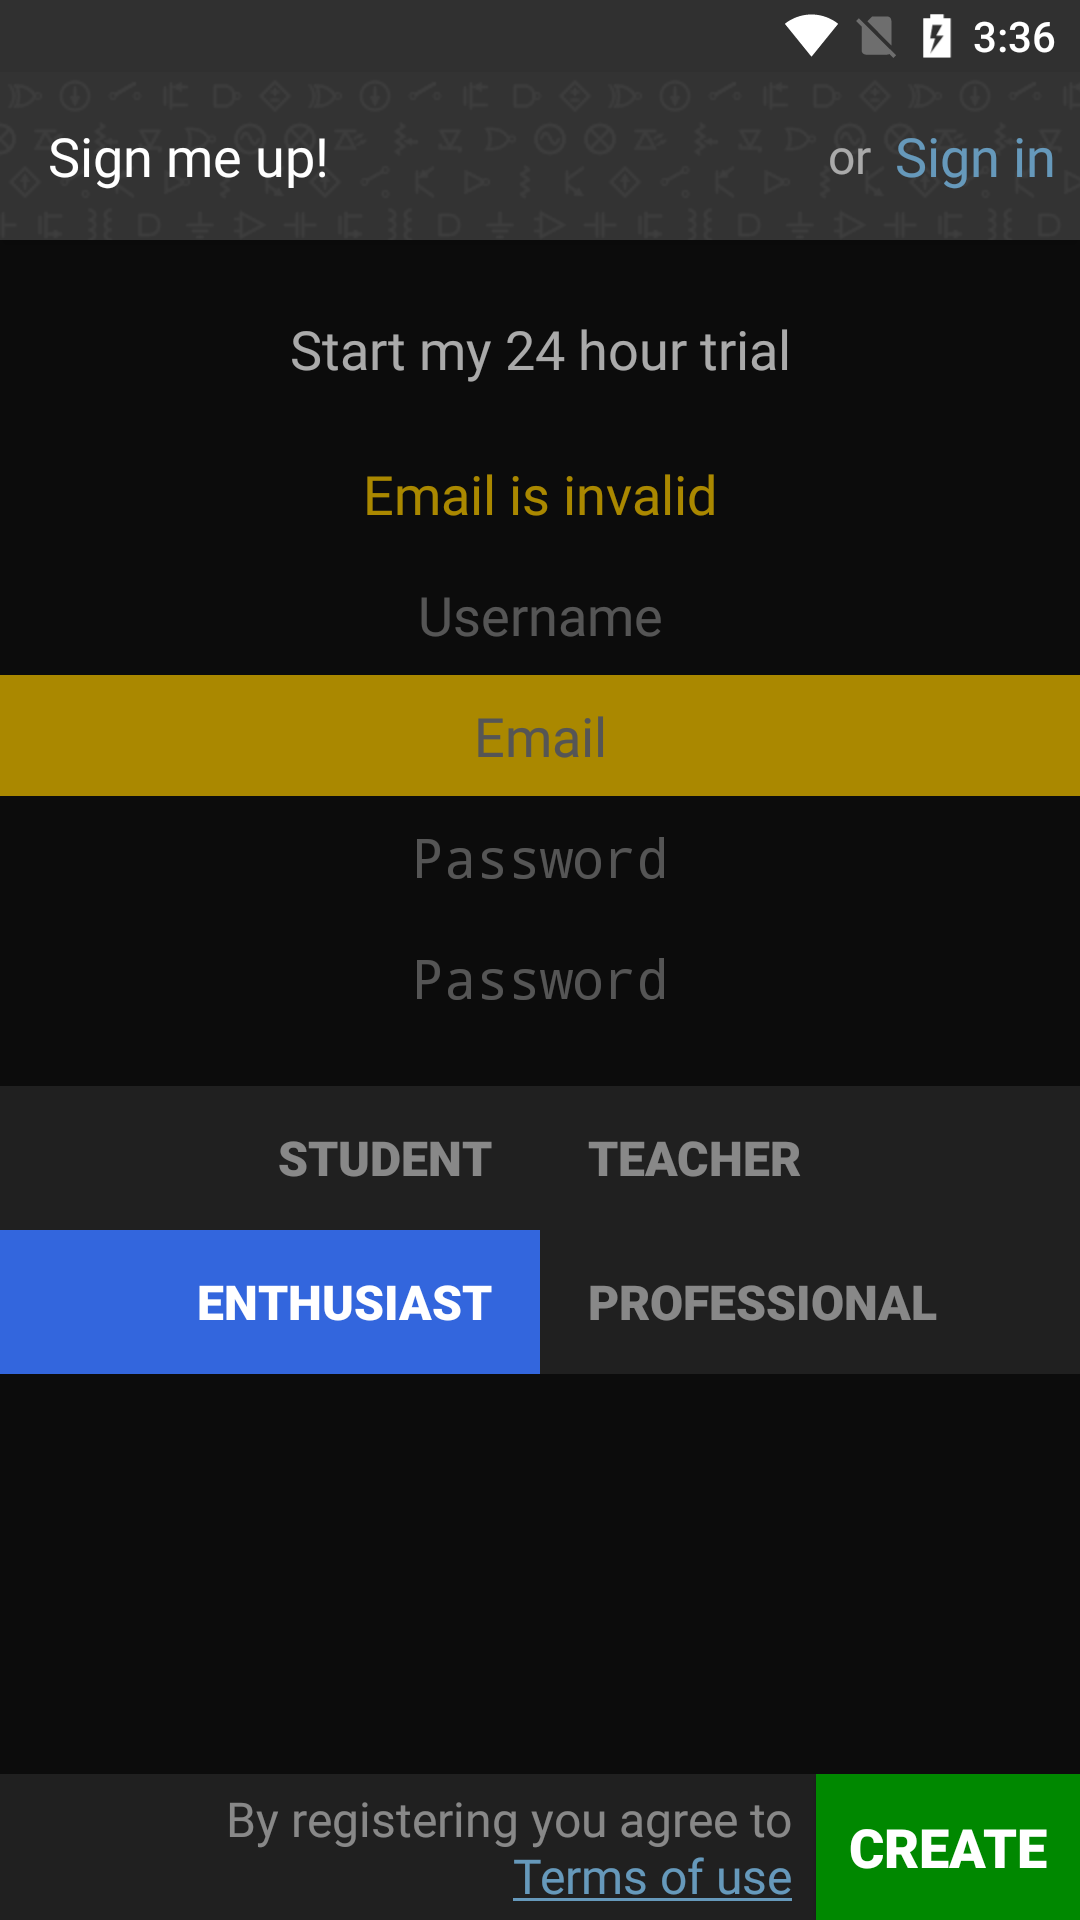 3:36
Sign me up!
or Sign in
Start my 24 hour trial
Email is invalid
Username
Email
Password
Password
STUDENT TEACHER
ENTHUSIAST PROFESSIONAL
By registering you agree to
Terms of use
CREATE